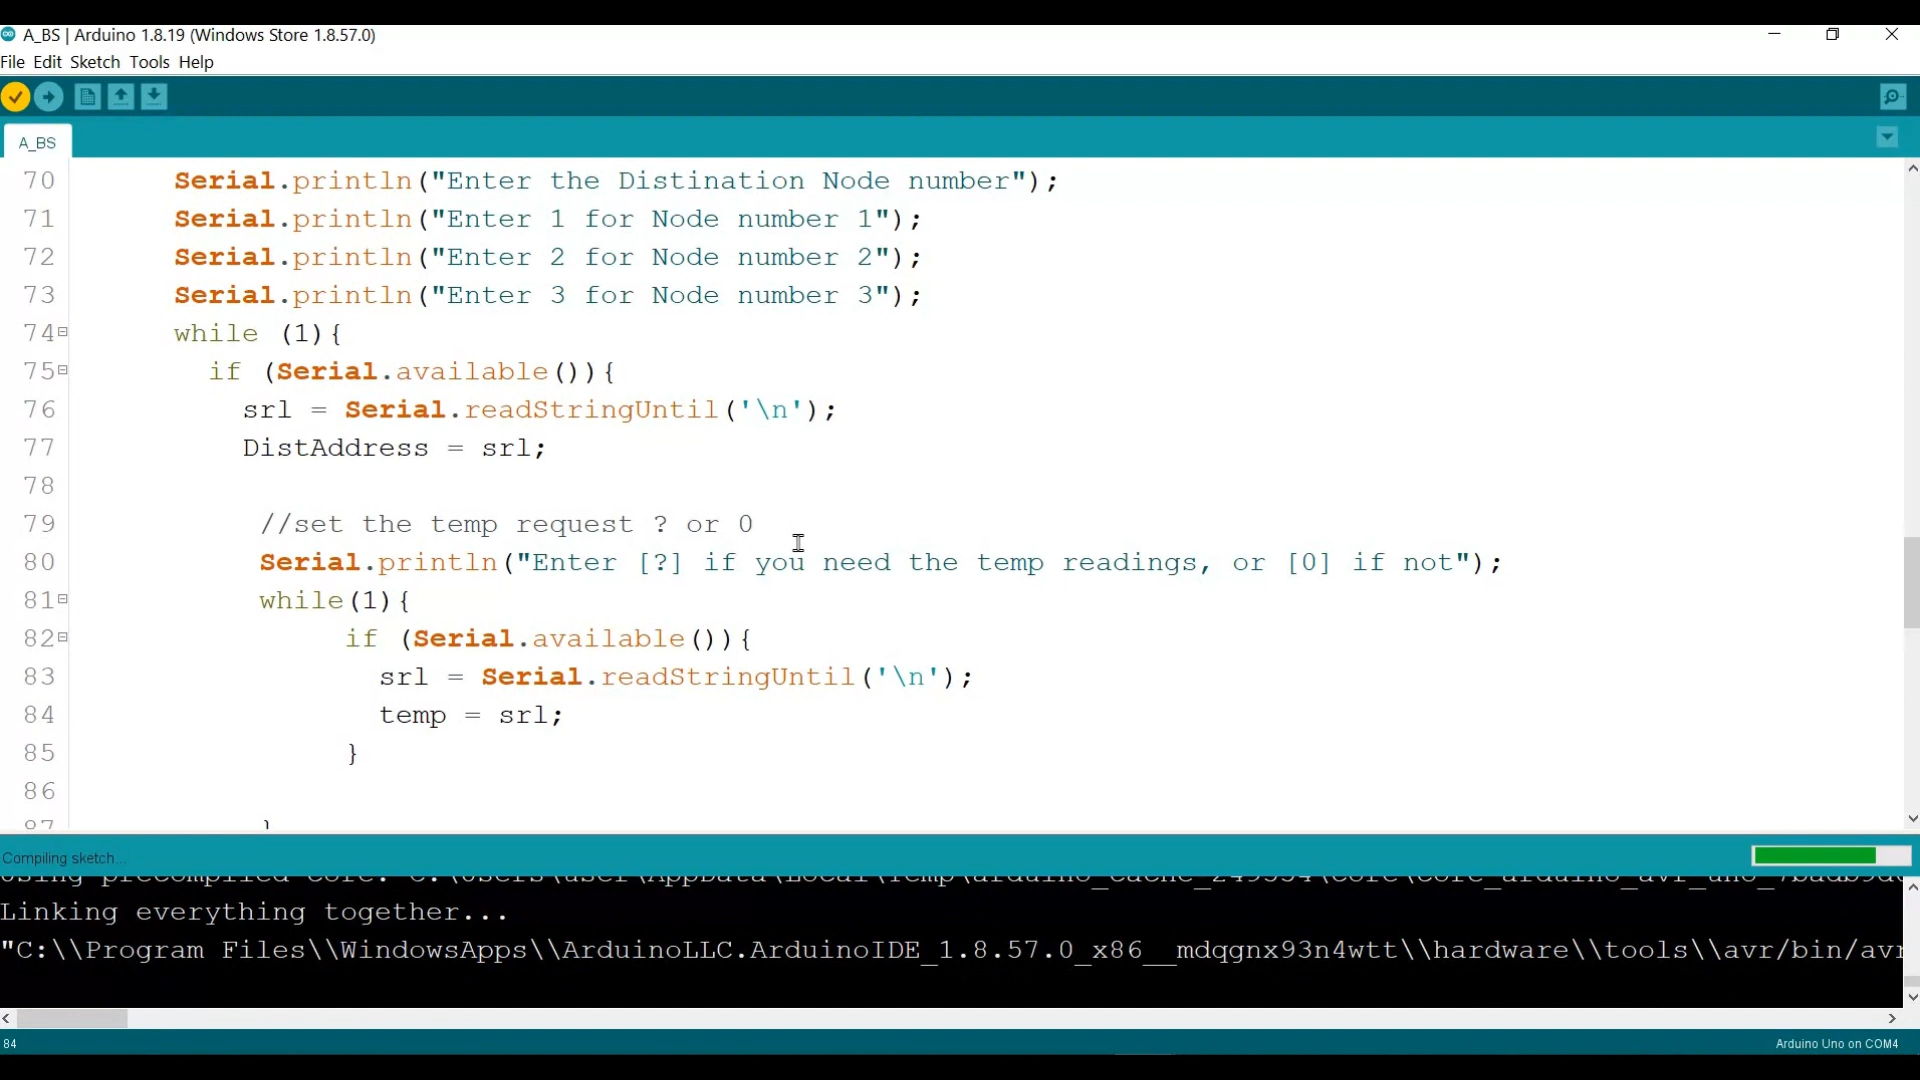 A_BS | Arduino 1.8.19 (Windows Store 1.8.57.0)
File Edit Sketch Tools Help
A_BS
70 Serial.println("Enter the Distination Node number");
71 Serial.println("Enter 1 for Node number 1");
72 Serial.println("Enter 2 for Node number 2");
73 Serial.println("Enter 3 for Node number 3");
74 while (1){
75 if (Serial.available()){
76 srl = Serial.readStringUntil('\n');
77 DistAddress = srl;
78
79 //set the temp request ? or 0
80 Serial.println("Enter [?] if you need the temp readings, or [0] if not");
81 while(1){
82 if (Serial.available()){
83 srl = Serial.readStringUntil('\n');
84 temp = srl;
85 }
86
87 }
Compiling sketch...
Using precompiled core:
Linking everything together...
"C:\\Program Files\\WindowsApps\\ArduinoLLC.ArduinoIDE_1.8.57.0_x86__mdqgnx93n4wtt\\hardware\\tools\\avr/bin/avr
84
Arduino Uno on COM4